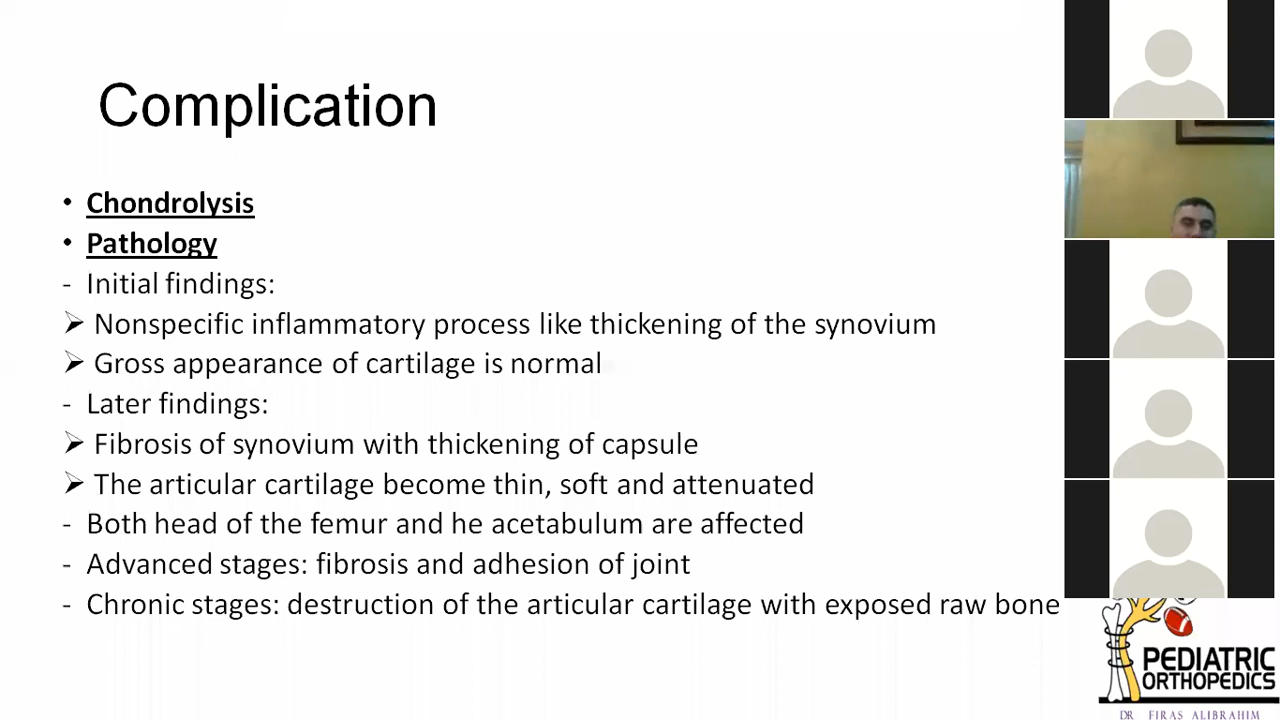 Complication
• Chondrolysis
• Pathology
- Initial findings:
➢ Nonspecific inflammatory process like thickening of the synovium
➢ Gross appearance of cartilage is normal
- Later findings:
➢ Fibrosis of synovium with thickening of capsule
➢ The articular cartilage become thin, soft and attenuated
- Both head of the femur and he acetabulum are affected
- Advanced stages: fibrosis and adhesion of joint
- Chronic stages: destruction of the articular cartilage with exposed raw bone
PEDIATRIC
ORTHOPEDICS
DR FIRAS ALIBRAHIM